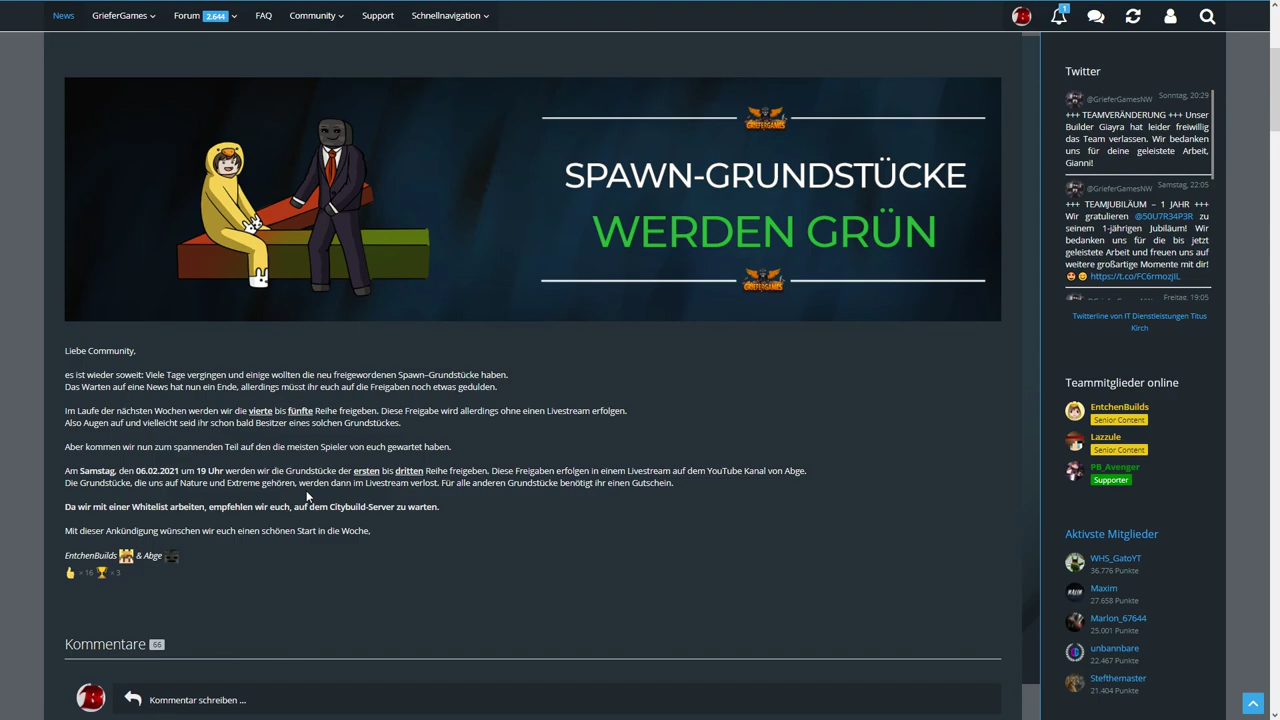 News
GrieferGames
Forum 2.644
FAQ
Community
Support
Schnellnavigation
1
GRIEFERGAMES
SPAWN-GRUNDSTÜCKE
WERDEN GRÜN
GRIEFERGAMES
Liebe Community,
es ist wieder soweit: Viele Tage vergingen und einige wollten die neu freigewordenen Spawn–Grundstücke haben.
Das Warten auf eine News hat nun ein Ende, allerdings müsst ihr euch auf die Freigaben noch etwas gedulden.
Im Laufe der nächsten Wochen werden wir die vierte bis fünfte Reihe freigeben. Diese Freigabe wird allerdings ohne einen Livestream erfolgen.
Also Augen auf und vielleicht seid ihr schon bald Besitzer eines solchen Grundstückes.
Aber kommen wir nun zum spannenden Teil auf den die meisten Spieler von euch gewartet haben.
Am Samstag, den 06.02.2021 um 19 Uhr werden wir die Grundstücke der ersten bis dritten Reihe freigeben. Diese Freigaben erfolgen in einem Livestream auf dem YouTube Kanal von Abge.
Die Grundstücke, die uns auf Nature und Extreme gehören, werden dann im Livestream verlost. Für alle anderen Grundstücke benötigt ihr einen Gutschein.
Da wir mit einer Whitelist arbeiten, empfehlen wir euch, auf dem Citybuild-Server zu warten.
Mit dieser Ankündigung wünschen wir euch einen schönen Start in die Woche,
EntchenBuilds & Abge
× 16 × 3
Kommentare 56
Kommentar schreiben ...
Twitter
@GrieferGamesNW Sonntag, 20:29
+++ TEAMVERÄNDERUNG +++ Unser
Builder Giayra hat leider freiwillig
das Team verlassen. Wir bedanken
uns für deine geleistete Arbeit,
Gianni!
@GrieferGamesNW Samstag, 22:05
+++ TEAMJUBILÄUM – 1 JAHR +++
Wir gratulieren @50U7R34P3R zu
seinem 1-jährigen Jubiläum! Wir
bedanken uns für die bis jetzt
geleistete Arbeit und freuen uns auf
weitere großartige Momente mit dir!
https://t.co/FC6rmozjIL
Freitag, 19:05
Twitterline von IT Dienstleistungen Titus
Kirch
Teammitglieder online
EntchenBuilds
Senior Content
Lazzule
Senior Content
PB_Avenger
Supporter
Aktivste Mitglieder
WHS_GatoYT
36.776 Punkte
Maxim
27.658 Punkte
Marlon_67644
25.001 Punkte
unbannbare
22.467 Punkte
Stefthemaster
21.404 Punkte